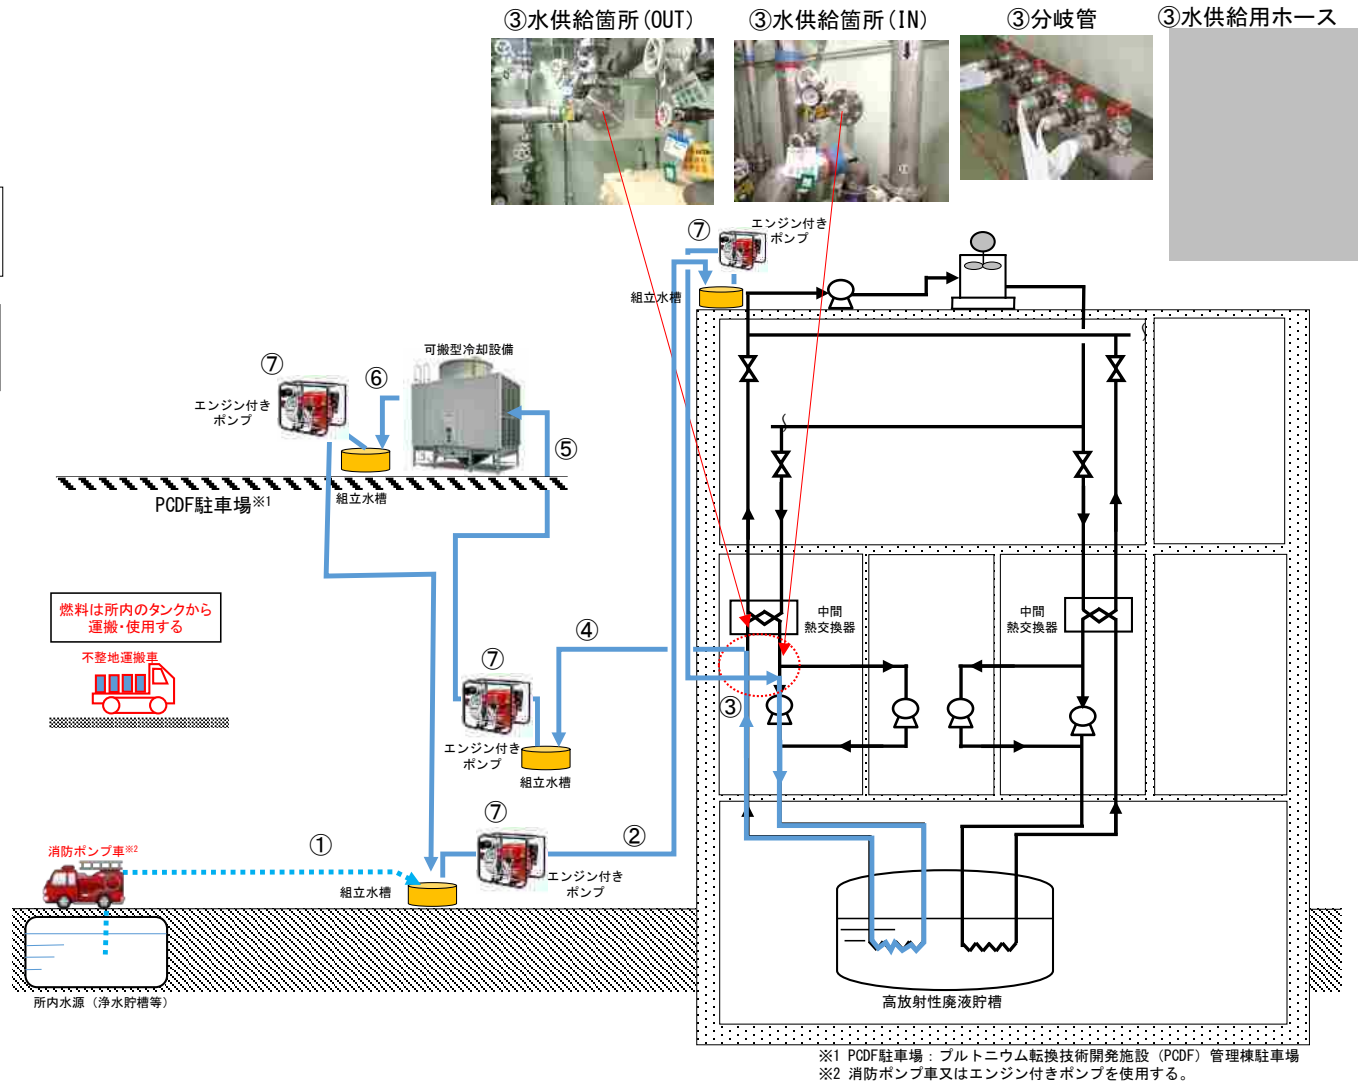 ③水供給箇所(OUT)
③水供給箇所(IN)
③分岐管
③水供給用ホース
⑦
エンジン付き
ポンプ
組立水槽
可搬型冷却設備
⑦
⑥
エンジン付き
ポンプ
⑤
組立水槽
PCDF駐車場※1
燃料は所内のタンクから
運搬・使用する
不整地運搬車
中間
熱交換器
中間
熱交換器
④
⑦
③
エンジン付き
ポンプ
組立水槽
⑦
②
①
消防ポンプ車※2
エンジン付き
ポンプ
組立水槽
所内水源（浄水貯槽等）
高放射性廃液貯槽
※1 PCDF駐車場：プルトニウム転換技術開発施設（PCDF）管理棟駐車場
※2 消防ポンプ車又はエンジン付きポンプを使用する。